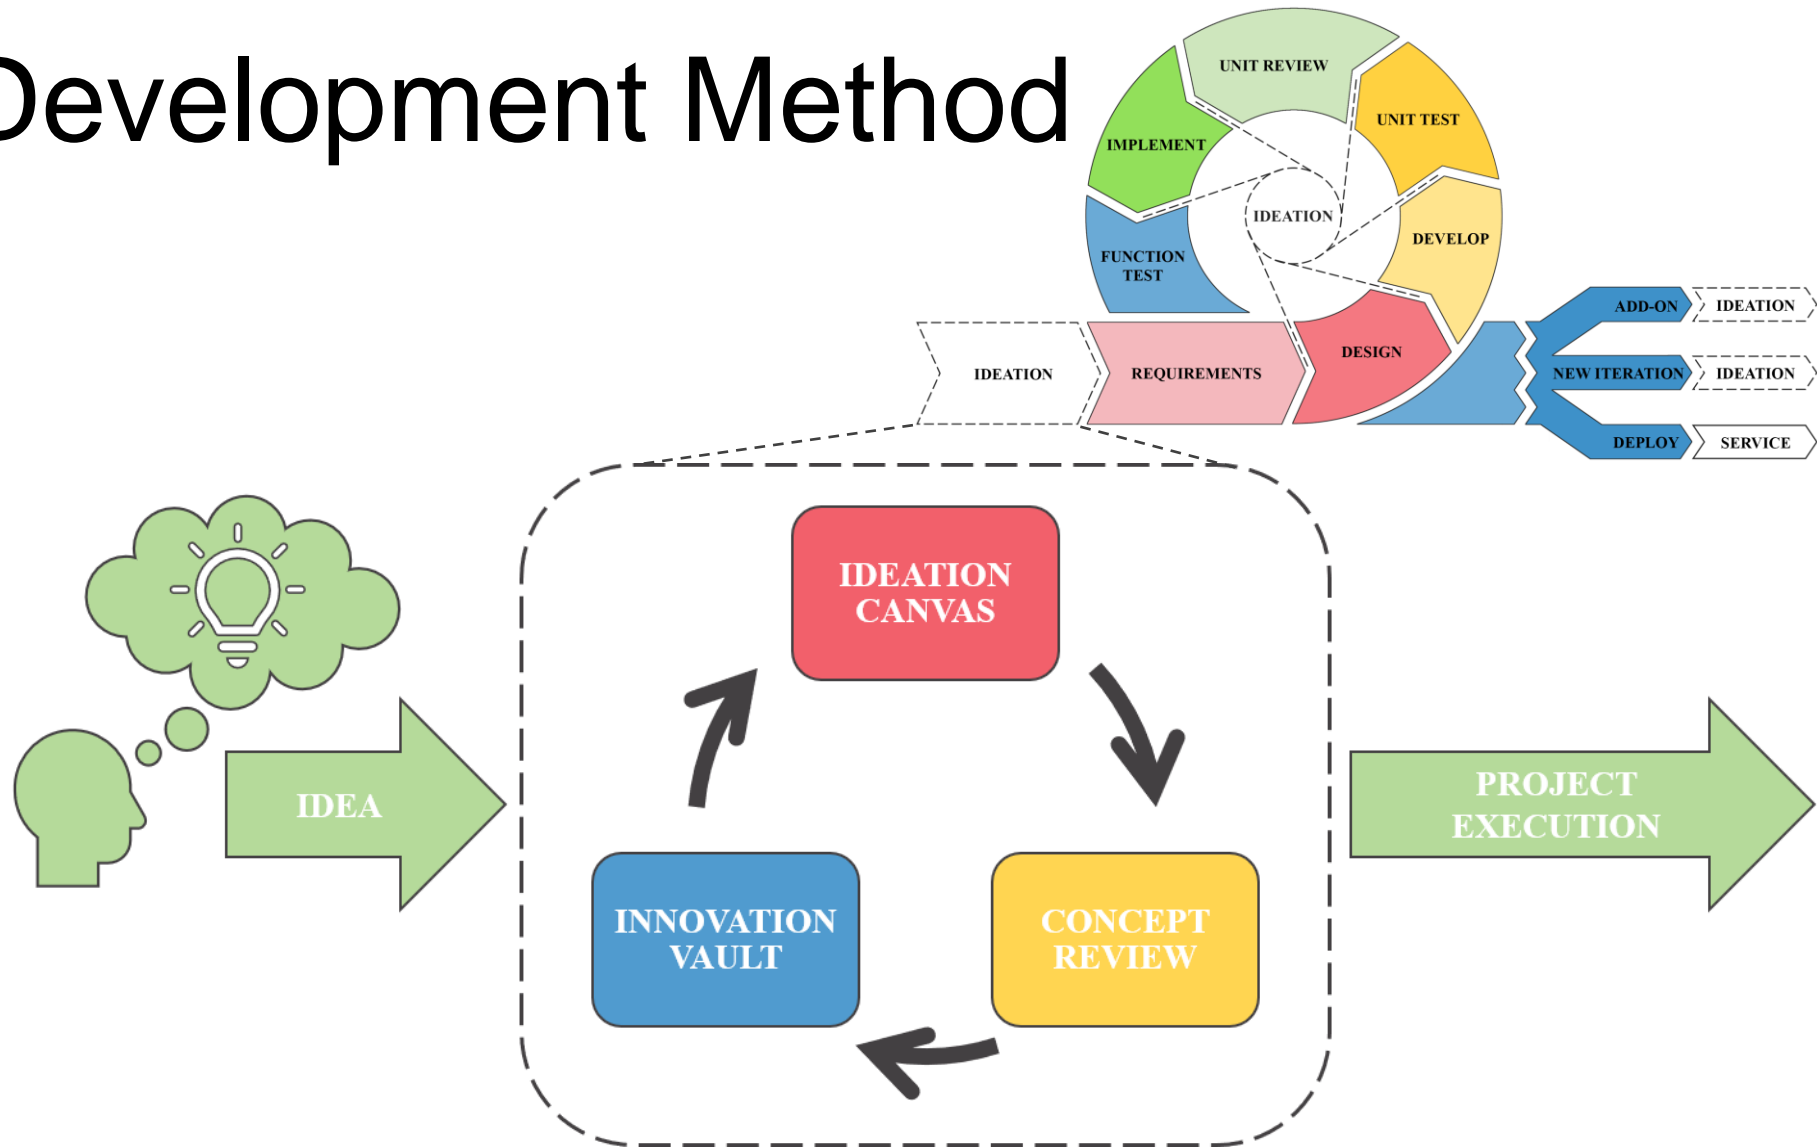 Development Method
UNIT REVIEW
UNIT TEST
IMPLEMENT
IDEATION
DEVELOP
FUNCTION
TEST
DESIGN
IDEATION
REQUIREMENTS
ADD-ON
IDEATION
NEW ITERATION
IDEATION
DEPLOY
SERVICE
IDEATION
CANVAS
IDEA
PROJECT
EXECUTION
INNOVATION
VAULT
CONCEPT
REVIEW